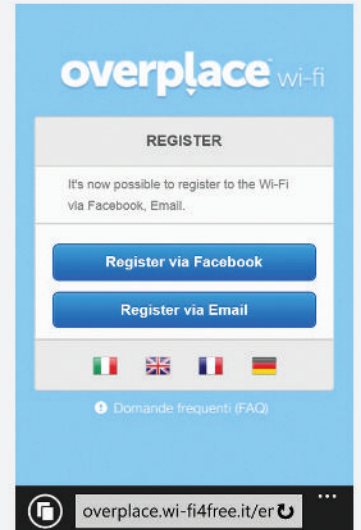 overplace wi-fi
REGISTER
It's now possible to register to the Wi-Fi
via Facebook, Email.
Register via Facebook
Register via Email
Domande frequenti (FAQ)
overplace.wi-fi4free.it/er